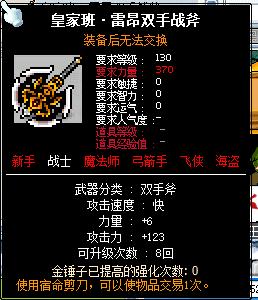 皇家班·雷昂双手战斧
装备后无法交换
要求等级： 130
要求力量： 370
要求敏捷： -
要求智力： -
要求运气： -
要求人气度： -
道具等级： -
道具经验值： -
新手 战士 魔法师 弓箭手 飞侠 海盗
武器分类 ： 双手斧
攻击速度 ： 快
力量 ： +6
攻击力 ： +123
可升级次数 ： 8回
金锤子已提高的强化次数: 0
使用宿命剪刀，可以使物品交易1次。